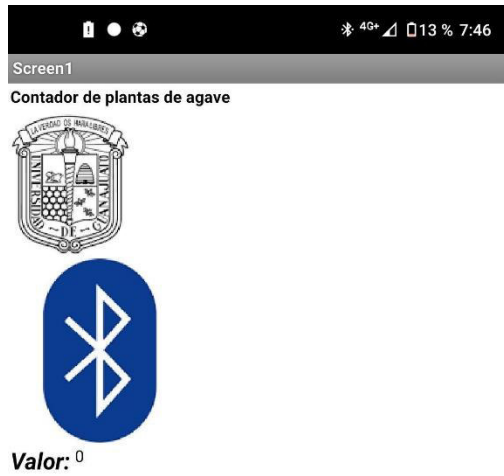 4G+ 13 % 7:46
Screen1
Contador de plantas de agave
LA VERDAD OS HARA LIBRES
UNIVERSIDAD DE GUANAJUATO
Valor: 0